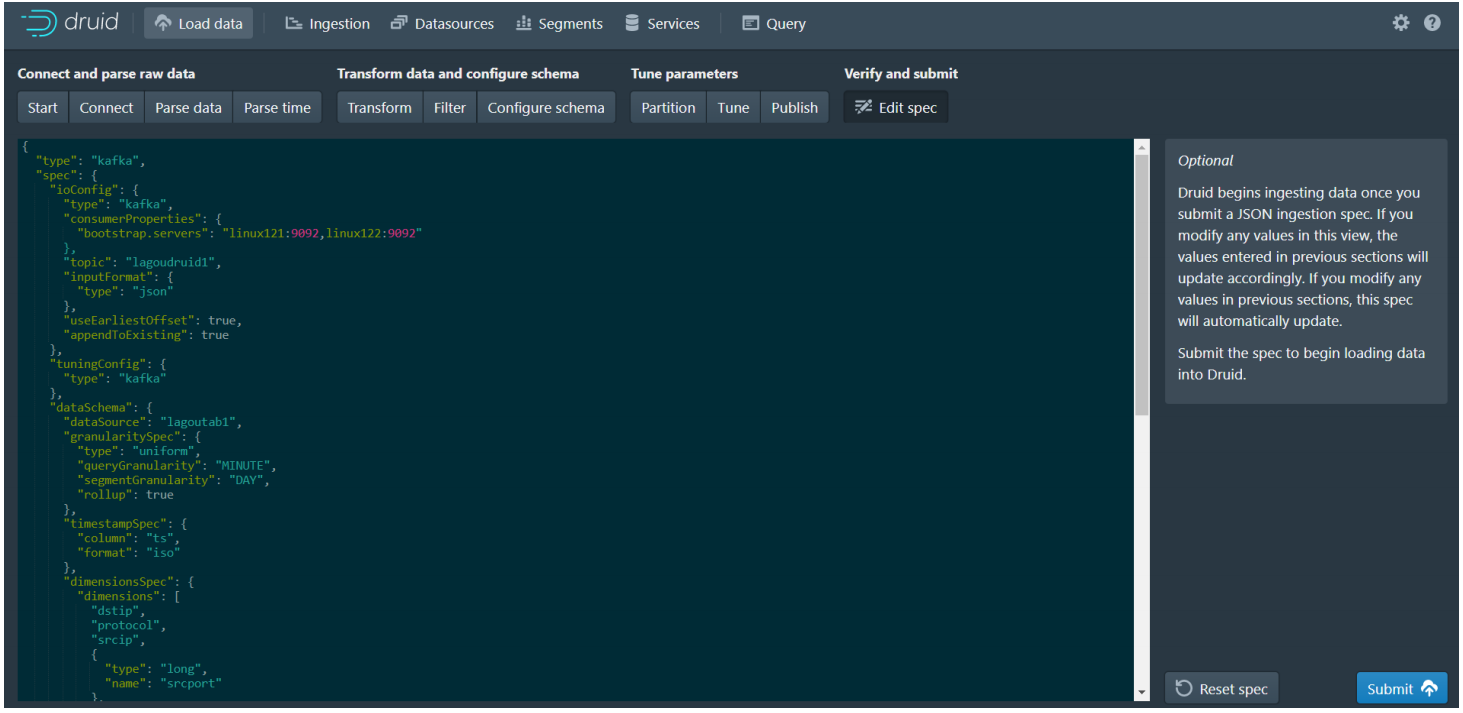 druid
Load data
Ingestion
Datasources
Segments
Services
Query
Connect and parse raw data
Transform data and configure schema
Tune parameters
Verify and submit
Start
Connect
Parse data
Parse time
Transform
Filter
Configure schema
Partition
Tune
Publish
Edit spec
{
"type": "kafka",
"spec": {
"ioConfig": {
"type": "kafka",
"consumerProperties": {
"bootstrap.servers": "linux121:9092,linux122:9092"
},
"topic": "lagoudruid1",
"inputFormat": {
"type": "json"
},
"useEarliestOffset": true,
"appendToExisting": true
},
"tuningConfig": {
"type": "kafka"
},
"dataSchema": {
"dataSource": "lagoutab1",
"granularitySpec": {
"type": "uniform",
"queryGranularity": "MINUTE",
"segmentGranularity": "DAY",
"rollup": true
},
"timestampSpec": {
"column": "ts",
"format": "iso"
},
"dimensionsSpec": {
"dimensions": [
"dstip",
"protocol",
"srcip",
{
"type": "long",
"name": "srcport"
},
Optional
Druid begins ingesting data once you
submit a JSON ingestion spec. If you
modify any values in this view, the
values entered in previous sections will
update accordingly. If you modify any
values in previous sections, this spec
will automatically update.
Submit the spec to begin loading data
into Druid.
Reset spec
Submit